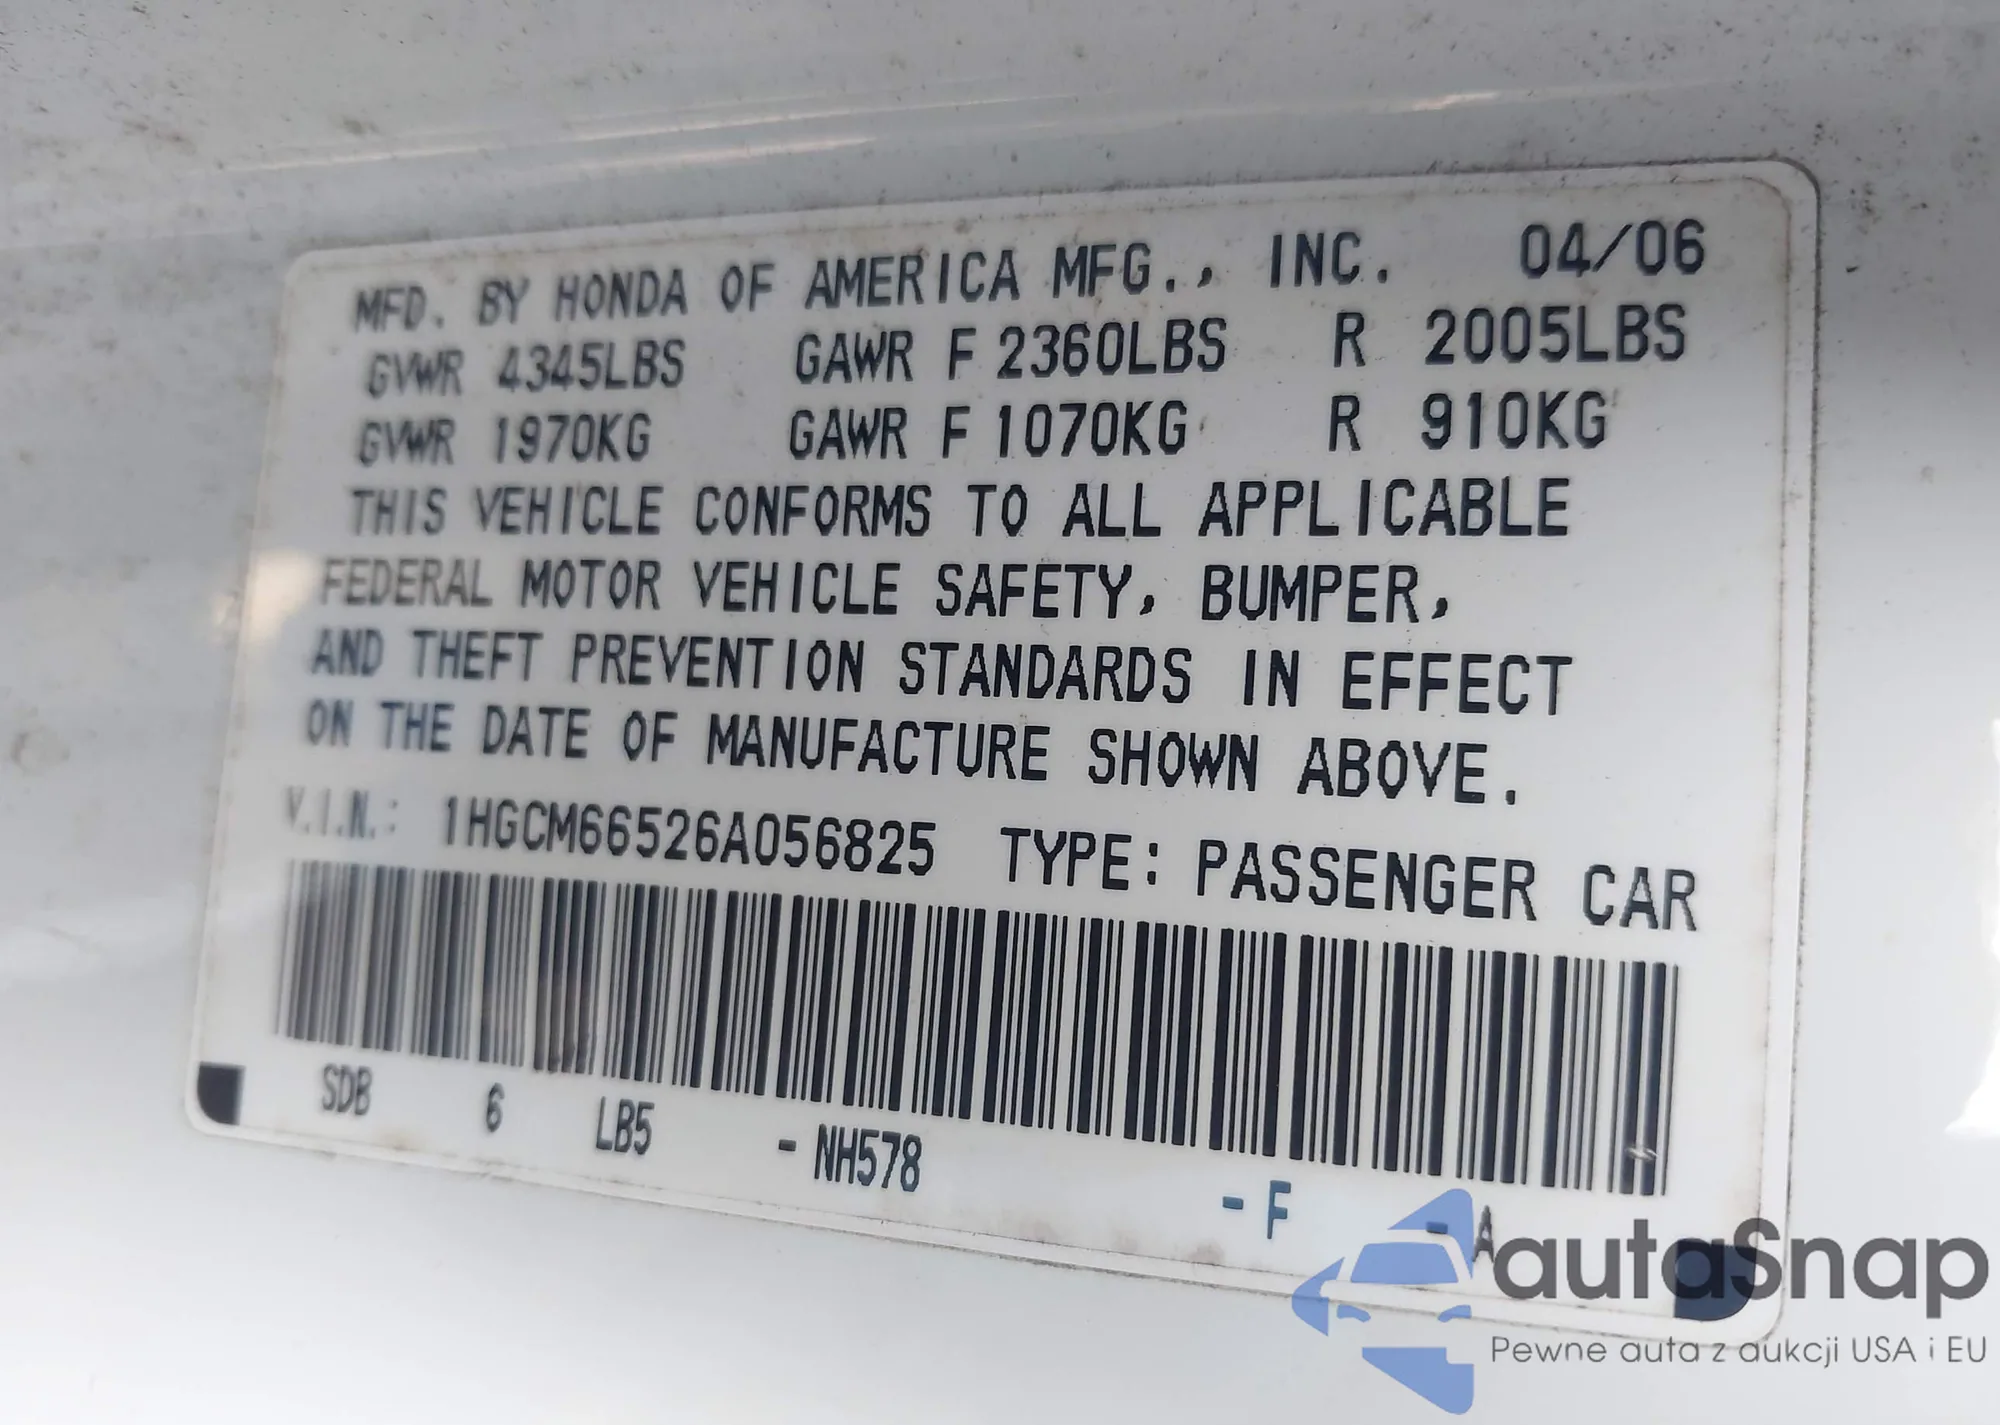 MFD. BY HONDA OF AMERICA MFG., INC. 04/06
GVWR 4345LBS GAWR F 2360LBS R 2005LBS
GVWR 1970KG GAWR F 1070KG R 910KG
THIS VEHICLE CONFORMS TO ALL APPLICABLE
FEDERAL MOTOR VEHICLE SAFETY, BUMPER,
AND THEFT PREVENTION STANDARDS IN EFFECT
ON THE DATE OF MANUFACTURE SHOWN ABOVE.
V.I.N.: 1HGCM66526A056825 TYPE: PASSENGER CAR
SDB 6 LB5 - NH578 - F - A
autaSnap
Pewne auta z aukcji USA i EU